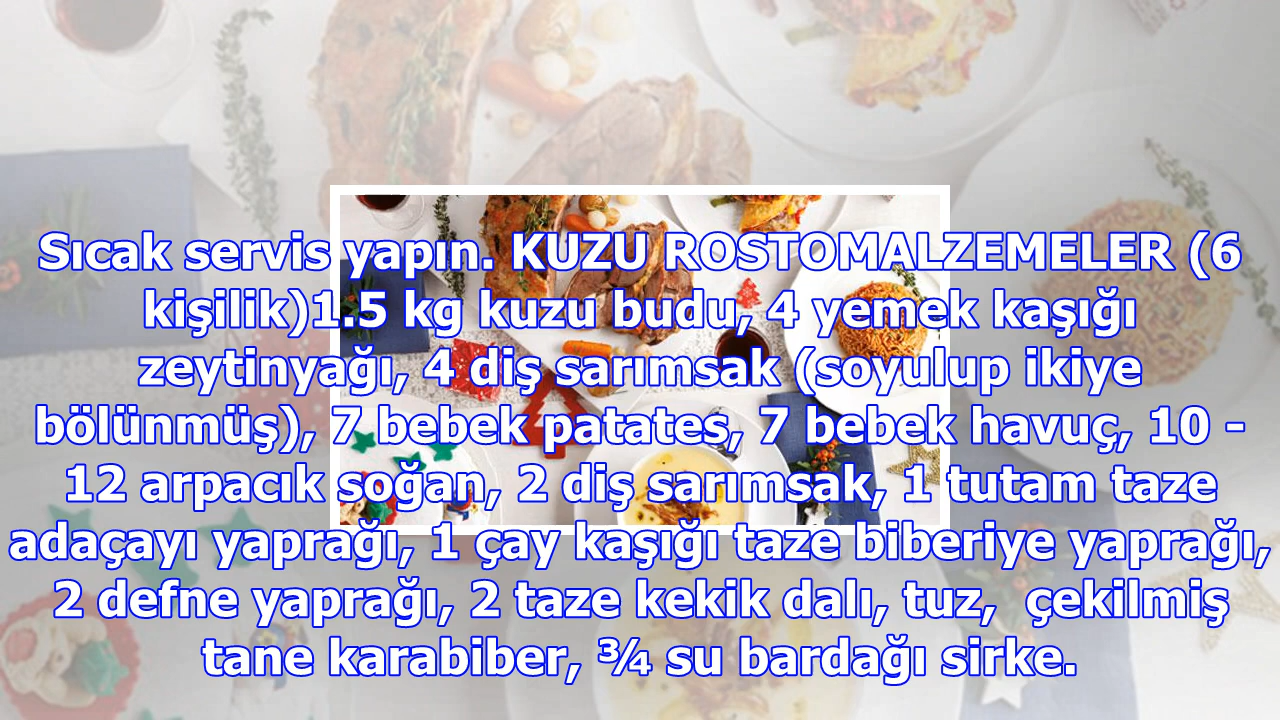 Sıcak servis yapın. KUZU ROSTOMALZEMELER (6
kişilik)1.5 kg kuzu budu, 4 yemek kaşığı
zeytinyağı, 4 diş sarımsak (soyulup ikiye
bölünmüş), 7 bebek patates, 7 bebek havuç, 10 -
12 arpacık soğan, 2 diş sarımsak, 1 tutam taze
adaçayı yaprağı, 1 çay kaşığı taze biberiye yaprağı,
2 defne yaprağı, 2 taze kekik dalı, tuz,  çekilmiş
tane karabiber, ¾ su bardağı sirke.